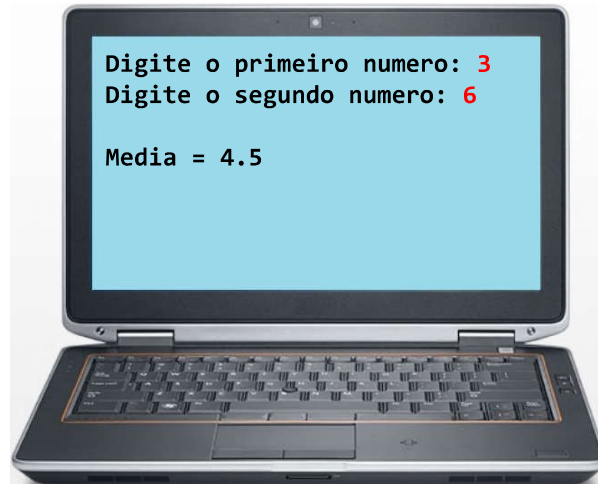 Digite o primeiro numero: 3
Digite o segundo numero: 6
Media = 4.5